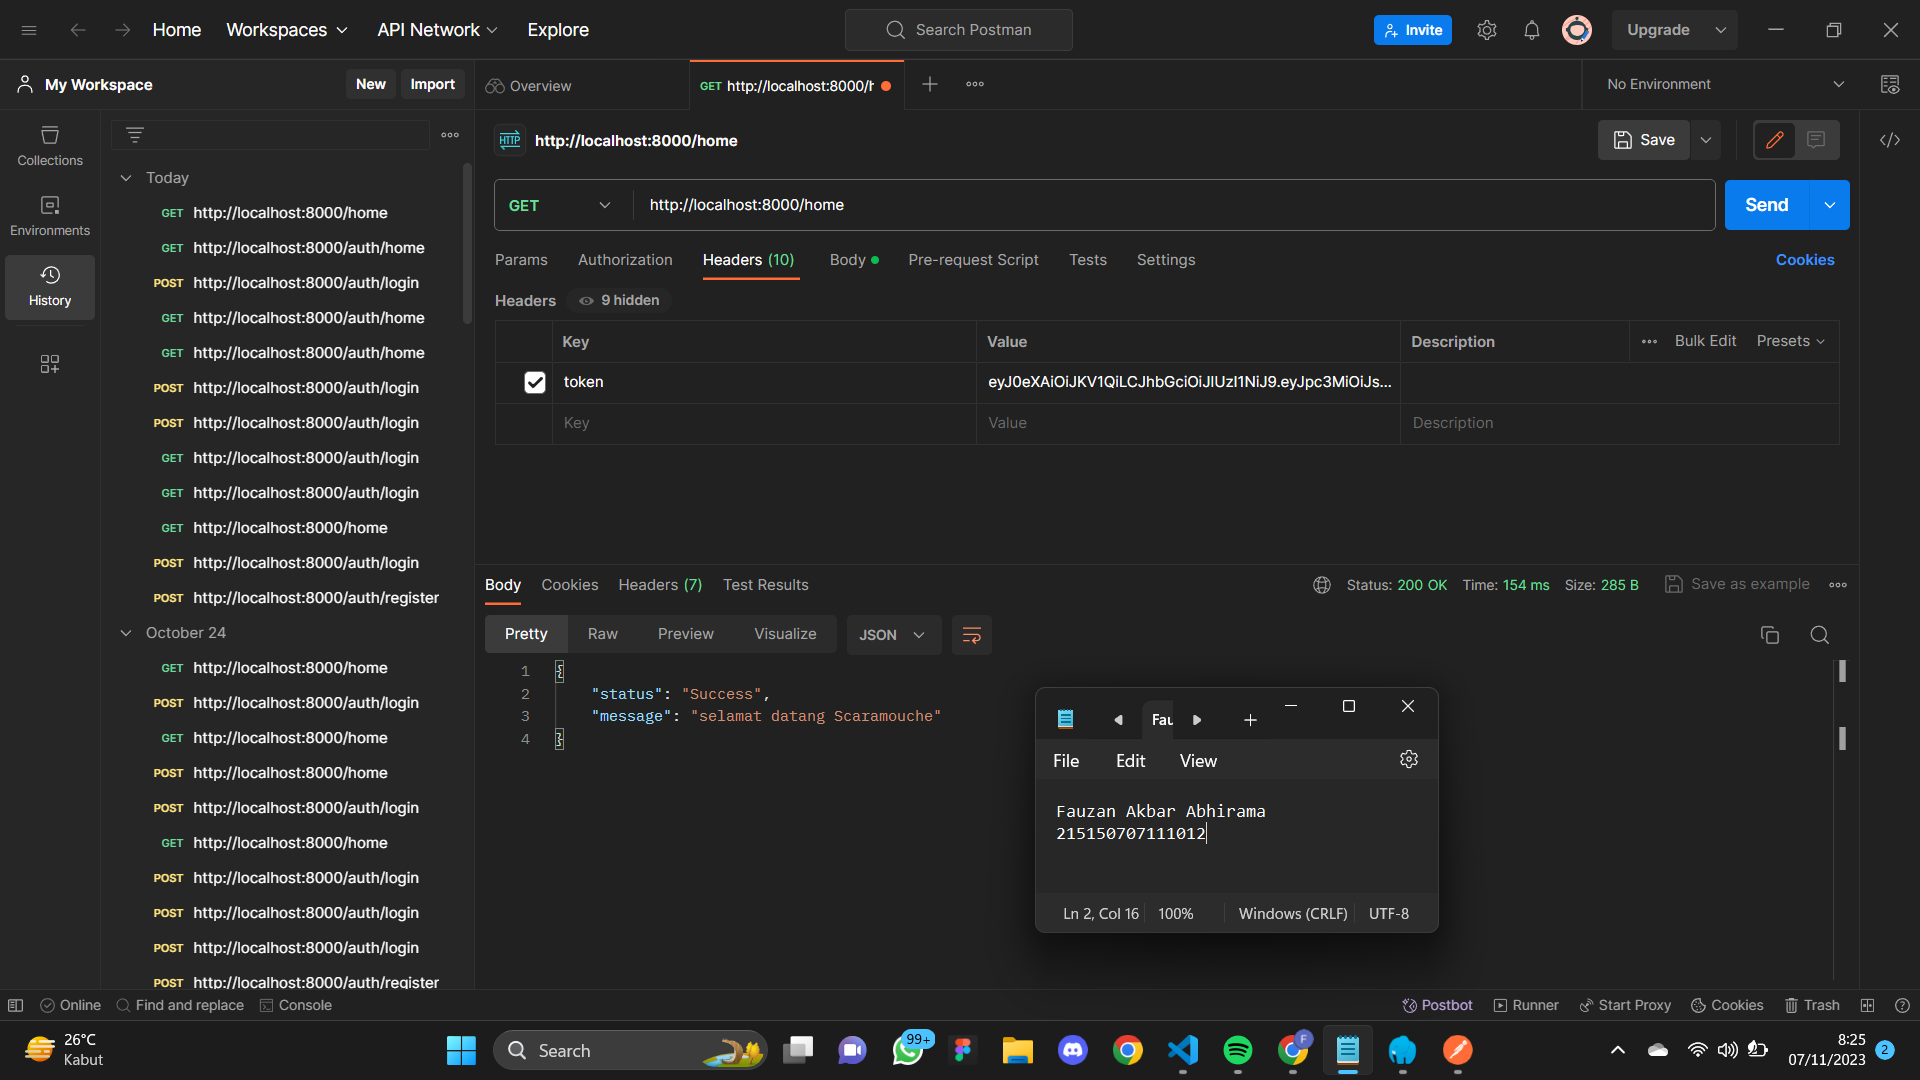 Home
Workspaces
API Network
Explore
Search Postman
Invite
Upgrade
My Workspace
New
Import
Overview
GET http://localhost:8000/h
No Environment
Collections
Environments
History
Today
GET http://localhost:8000/home
GET http://localhost:8000/auth/home
POST http://localhost:8000/auth/login
GET http://localhost:8000/auth/home
GET http://localhost:8000/auth/home
POST http://localhost:8000/auth/login
POST http://localhost:8000/auth/login
GET http://localhost:8000/auth/login
GET http://localhost:8000/auth/login
GET http://localhost:8000/home
POST http://localhost:8000/auth/login
POST http://localhost:8000/auth/register
October 24
GET http://localhost:8000/home
POST http://localhost:8000/auth/login
GET http://localhost:8000/home
POST http://localhost:8000/home
POST http://localhost:8000/auth/login
GET http://localhost:8000/home
POST http://localhost:8000/auth/login
POST http://localhost:8000/auth/login
POST http://localhost:8000/auth/login
POST http://localhost:8000/auth/register
HTTP http://localhost:8000/home
Save
GET http://localhost:8000/home
Send
Params Authorization Headers (10) Body Pre-request Script Tests Settings Cookies
Headers 9 hidden
Key Value Description Bulk Edit Presets
token eyJ0eXAiOiJKV1QiLCJhbGciOiJIUzI1NiJ9.eyJpc3MiOiJs...
Key Value Description
Body Cookies Headers (7) Test Results Status: 200 OK Time: 154 ms Size: 285 B Save as example
Pretty Raw Preview Visualize JSON
1 {
2 "status": "Success",
3 "message": "selamat datang Scaramouche"
4 }
Fau
File Edit View
Fauzan Akbar Abhirama
215150707111012
Ln 2, Col 16 100% Windows (CRLF) UTF-8
Online Find and replace Console Postbot Runner Start Proxy Cookies Trash
26°C
Kabut
Search
99+
F
8:25
07/11/2023
2